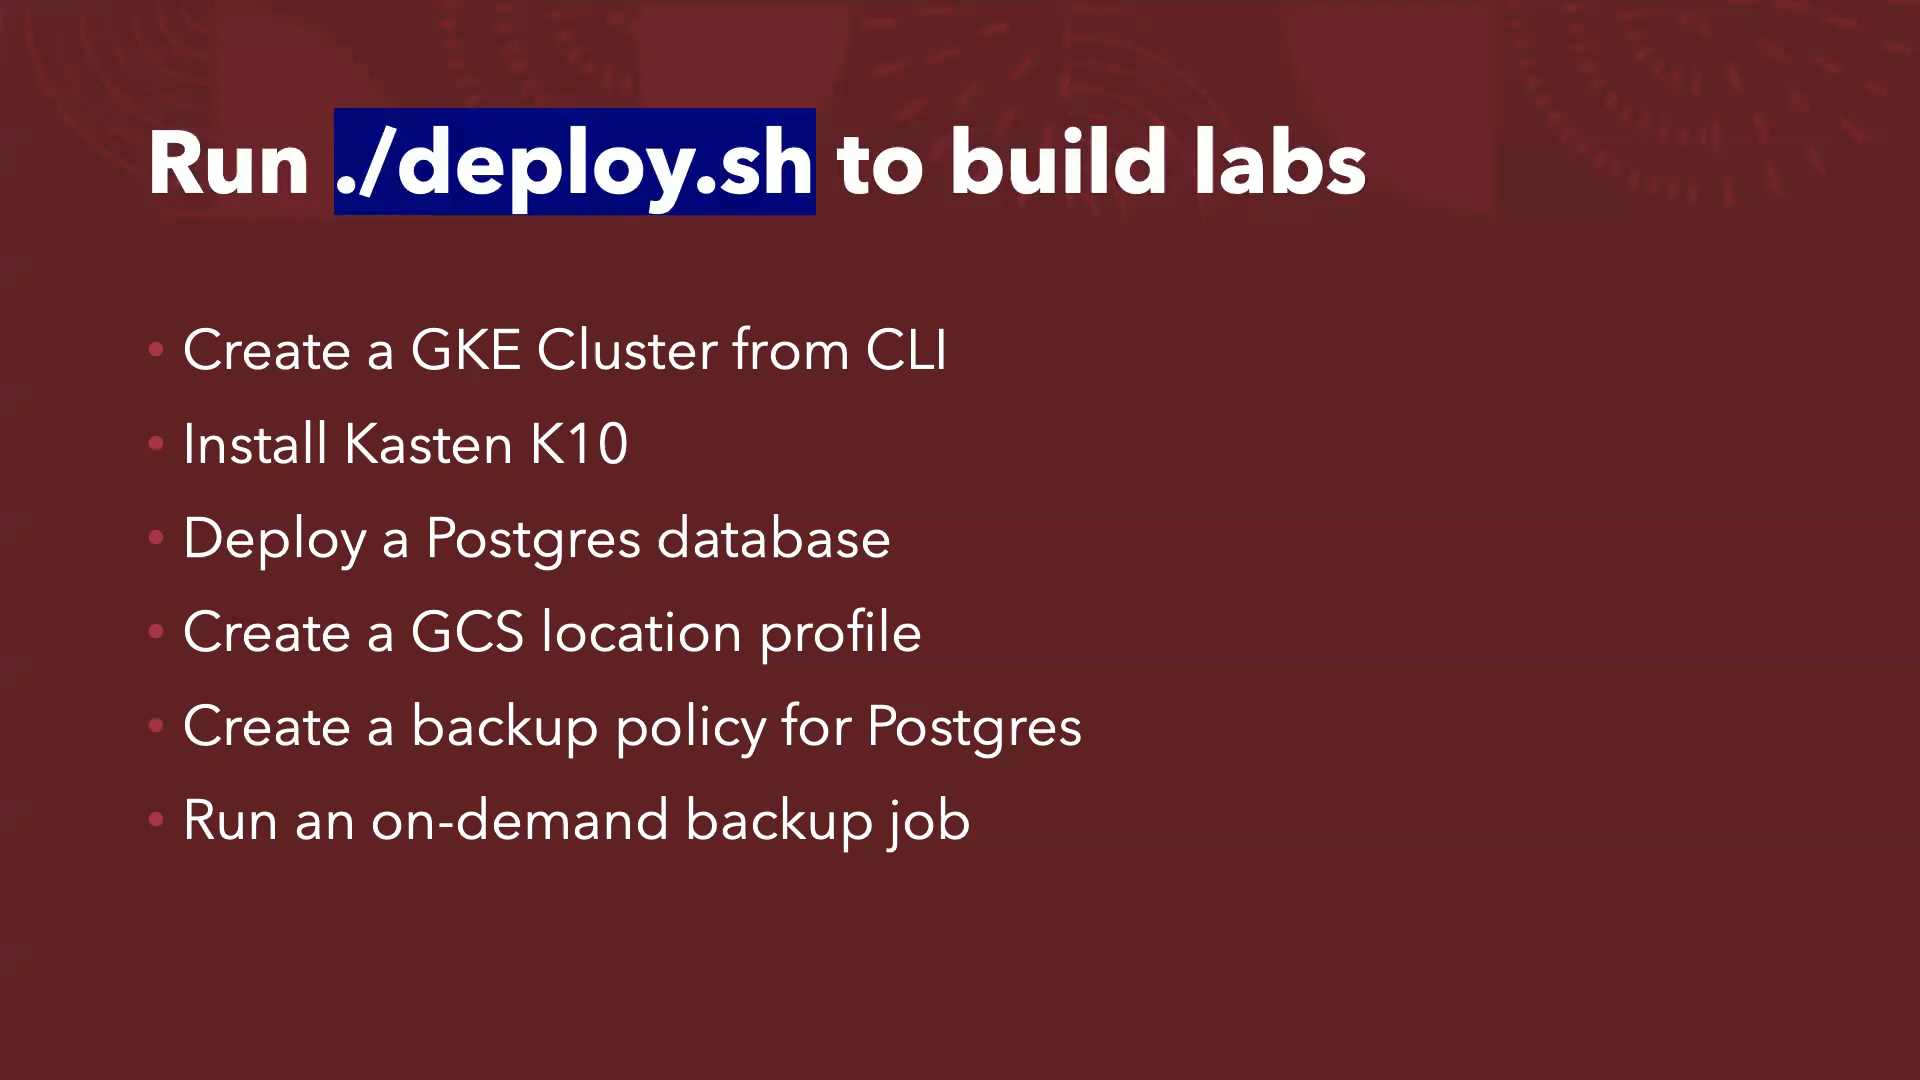 Run ./deploy.sh to build labs
• Create a GKE Cluster from CLI
• Install Kasten K10
• Deploy a Postgres database
• Create a GCS location profile
• Create a backup policy for Postgres
• Run an on-demand backup job